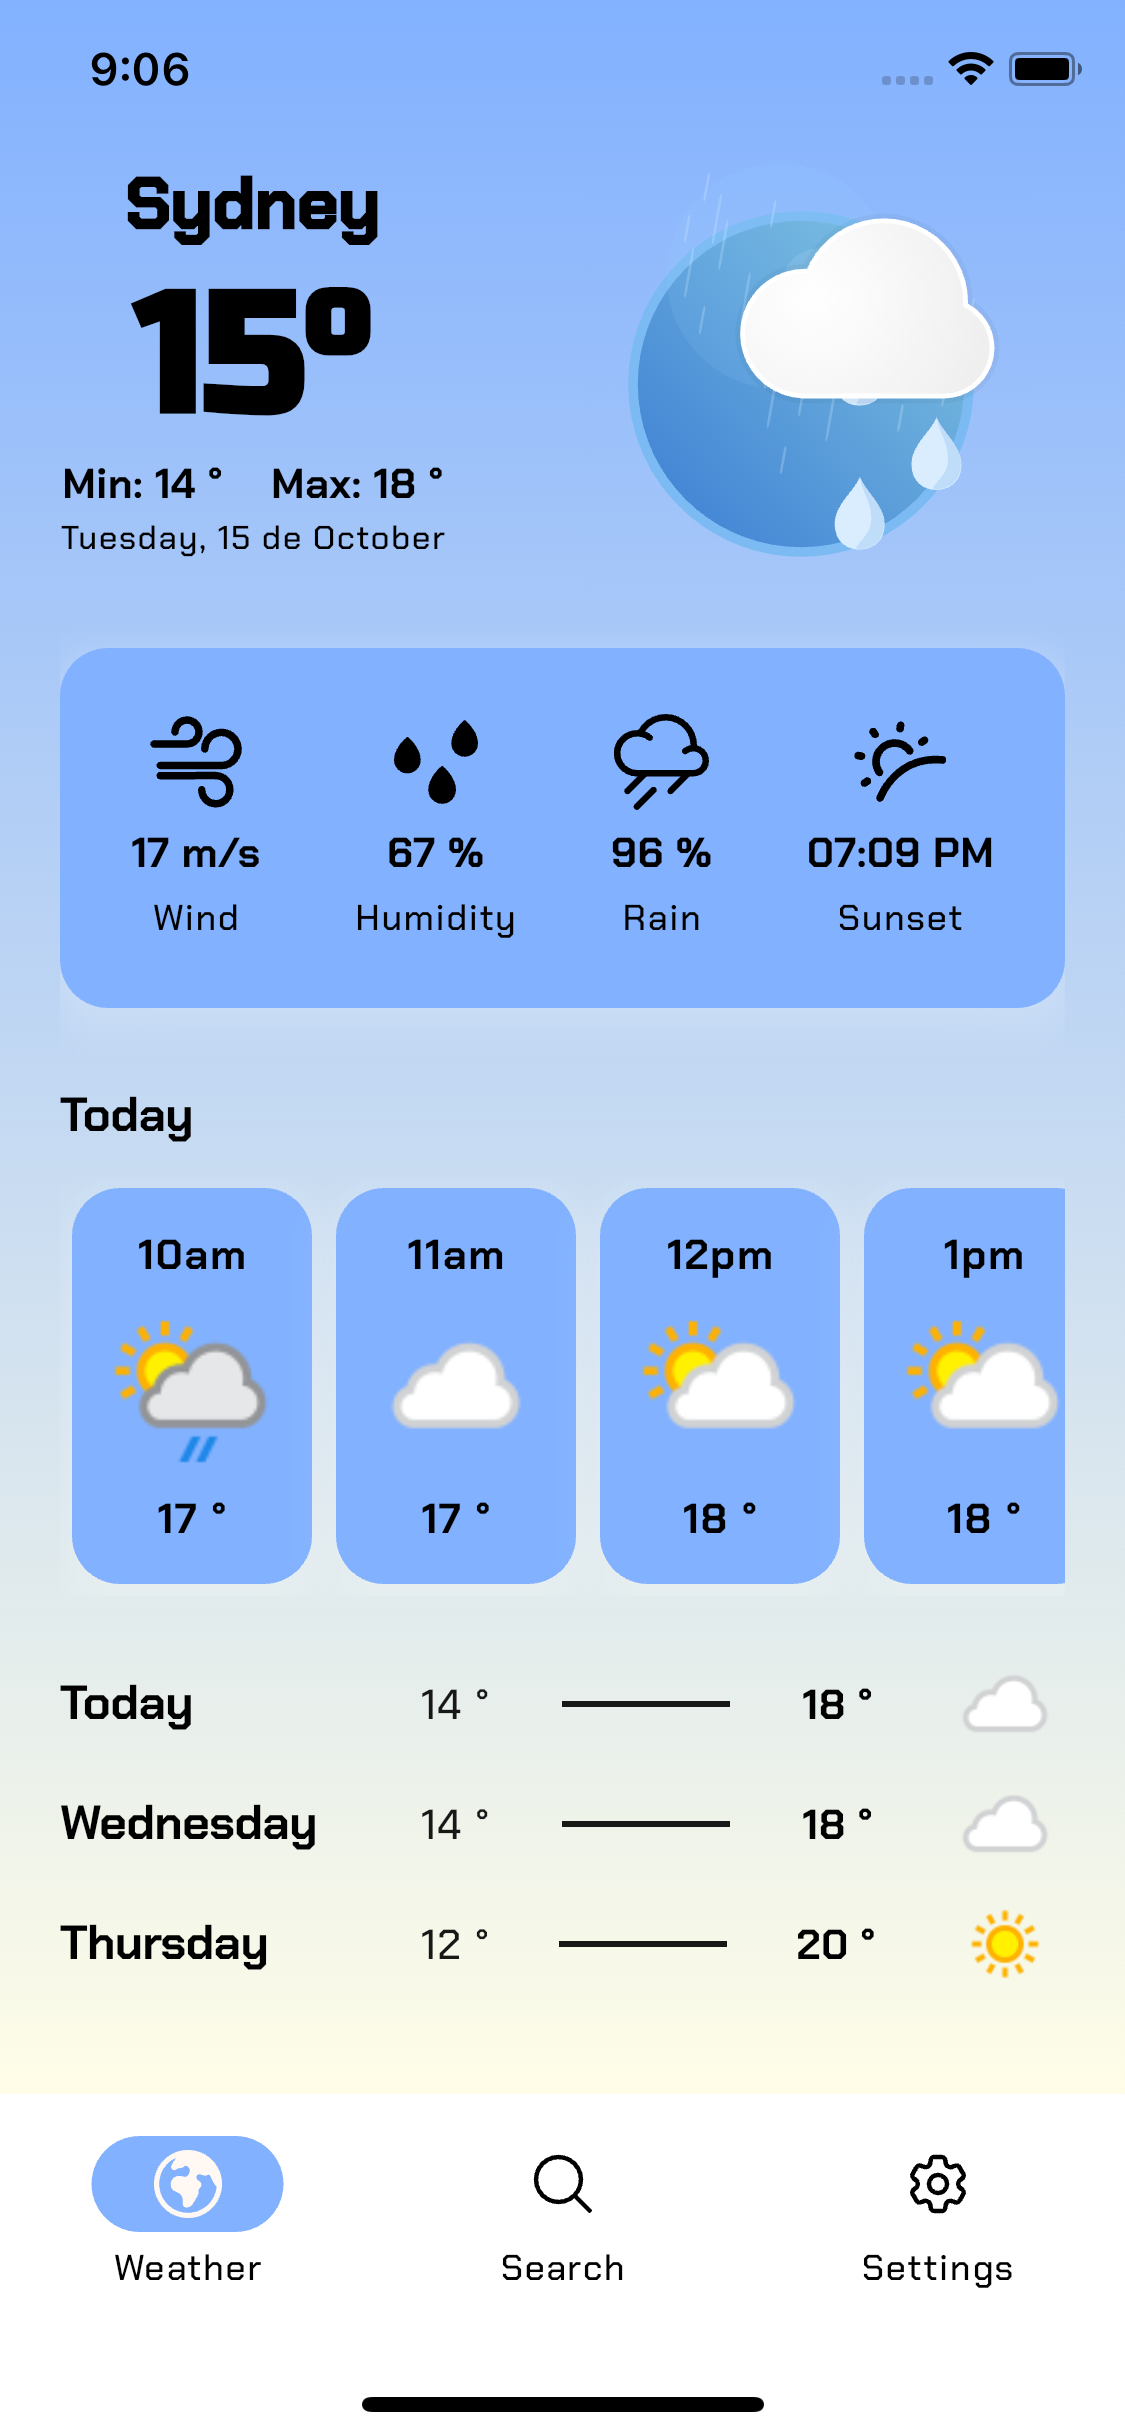 9:06
Sydney
15°
Min: 14 ° Max: 18 °
Tuesday, 15 de October
17 m/s 67 % 96 % 07:09 PM
Wind Humidity Rain Sunset
Today
10am 11am 12pm 1pm
17 ° 17 ° 18 ° 18 °
Today 14 ° 18 °
Wednesday 14 ° 18 °
Thursday 12 ° 20 °
Weather Search Settings